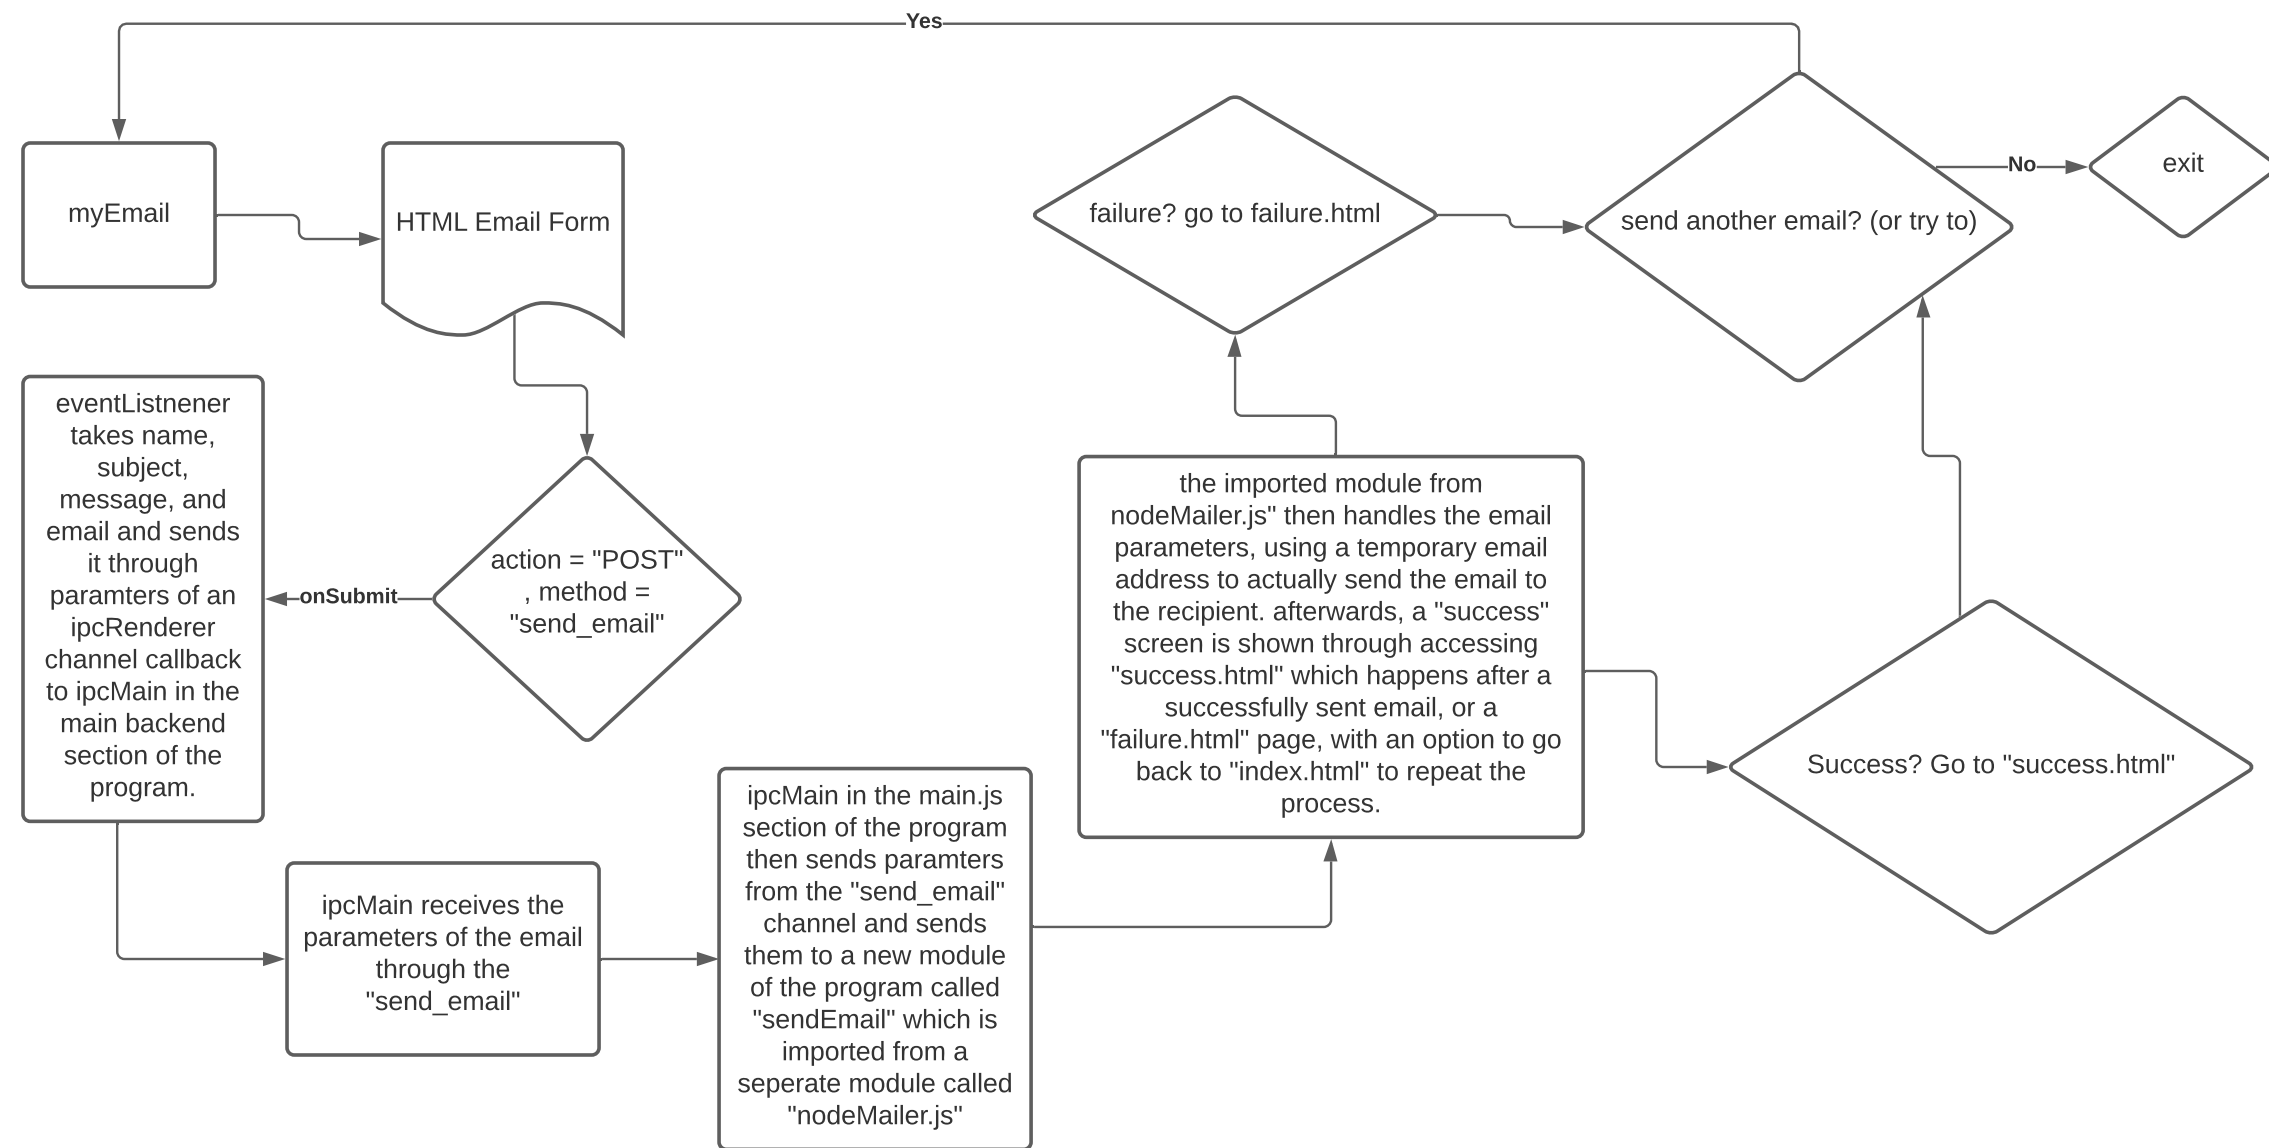 Yes
myEmail
HTML Email Form
failure? go to failure.html
send another email? (or try to)
No
exit
eventListnener
takes name,
subject,
message, and
email and sends
it through
paramters of an
ipcRenderer
channel callback
to ipcMain in the
main backend
section of the
program.
onSubmit
action = "POST"
, method =
"send_email"
ipcMain receives the
parameters of the email
through the
"send_email"
ipcMain in the main.js
section of the program
then sends paramters
from the "send_email"
channel and sends
them to a new module
of the program called
"sendEmail" which is
imported from a
seperate module called
"nodeMailer.js"
the imported module from
nodeMailer.js" then handles the email
parameters, using a temporary email
address to actually send the email to
the recipient. afterwards, a "success"
screen is shown through accessing
"success.html" which happens after a
successfully sent email, or a
"failure.html" page, with an option to go
back to "index.html" to repeat the
process.
Success? Go to "success.html"